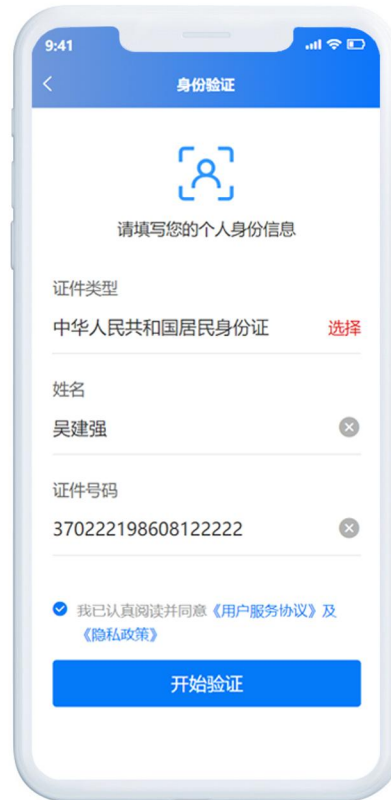 9:41
身份验证
请填写您的个人身份信息
证件类型
中华人民共和国居民身份证 选择
姓名
吴建强
证件号码
370222198608122222
我已认真阅读并同意《用户服务协议》及
《隐私政策》
开始验证